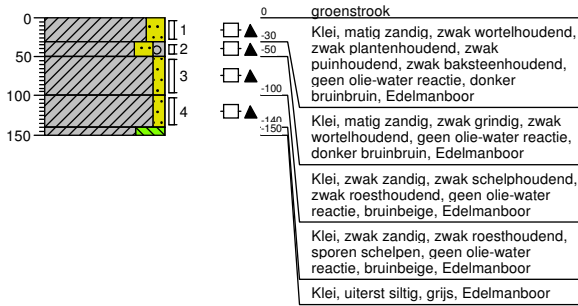 0
50
100
150
1
2
3
4
0
-30
-50
-100
-140
-150
groenstrook
Klei, matig zandig, zwak wortelhoudend,
zwak plantenhoudend, zwak
puinhoudend, zwak baksteenhoudend,
geen olie-water reactie, donker
bruinbruin, Edelmanboor
Klei, matig zandig, zwak grindig, zwak
wortelhoudend, geen olie-water reactie,
donker bruinbruin, Edelmanboor
Klei, zwak zandig, zwak schelphoudend,
zwak roesthoudend, geen olie-water
reactie, bruinbeige, Edelmanboor
Klei, zwak zandig, zwak roesthoudend,
sporen schelpen, geen olie-water
reactie, bruinbeige, Edelmanboor
Klei, uiterst siltig, grijs, Edelmanboor